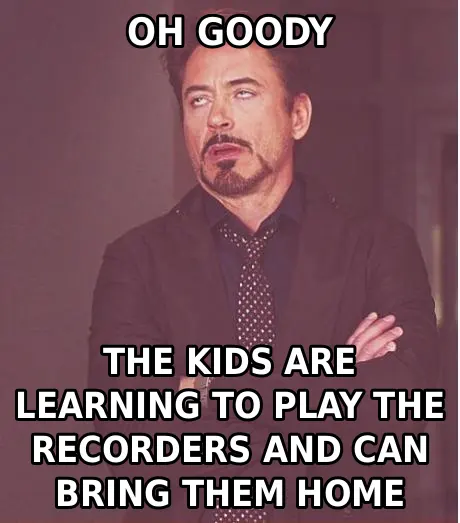 OH GOODY
THE KIDS ARE
LEARNING TO PLAY THE
RECORDERS AND CAN
BRING THEM HOME